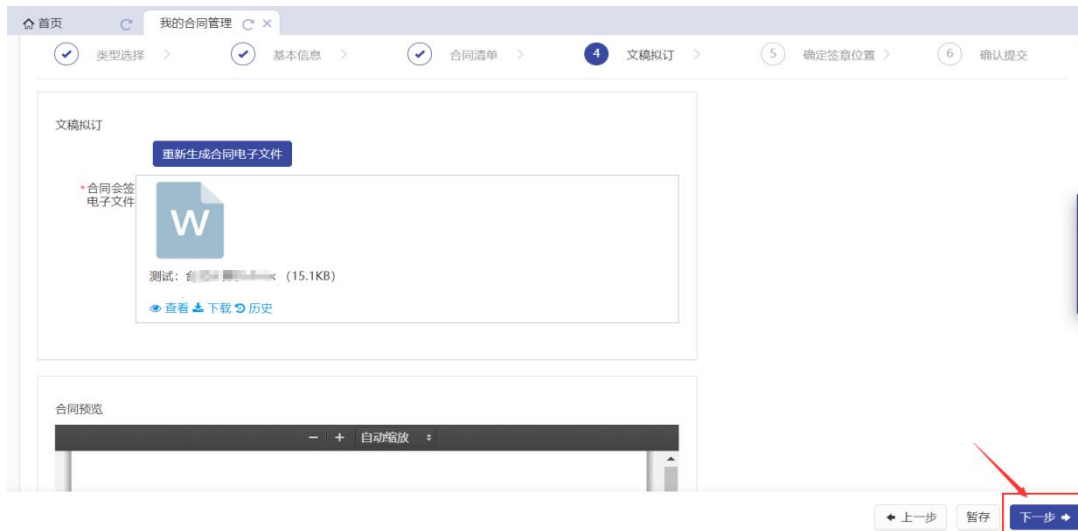 首页 我的合同管理
类型选择 基本信息 合同清单 4 文稿拟订 5 确定签章位置 6 确认提交
文稿拟订
重新生成合同电子文件
*合同会签
电子文件
W
测试： (15.1KB)
查看 下载 历史
合同预览
− + 自动缩放
上一步 暂存 下一步